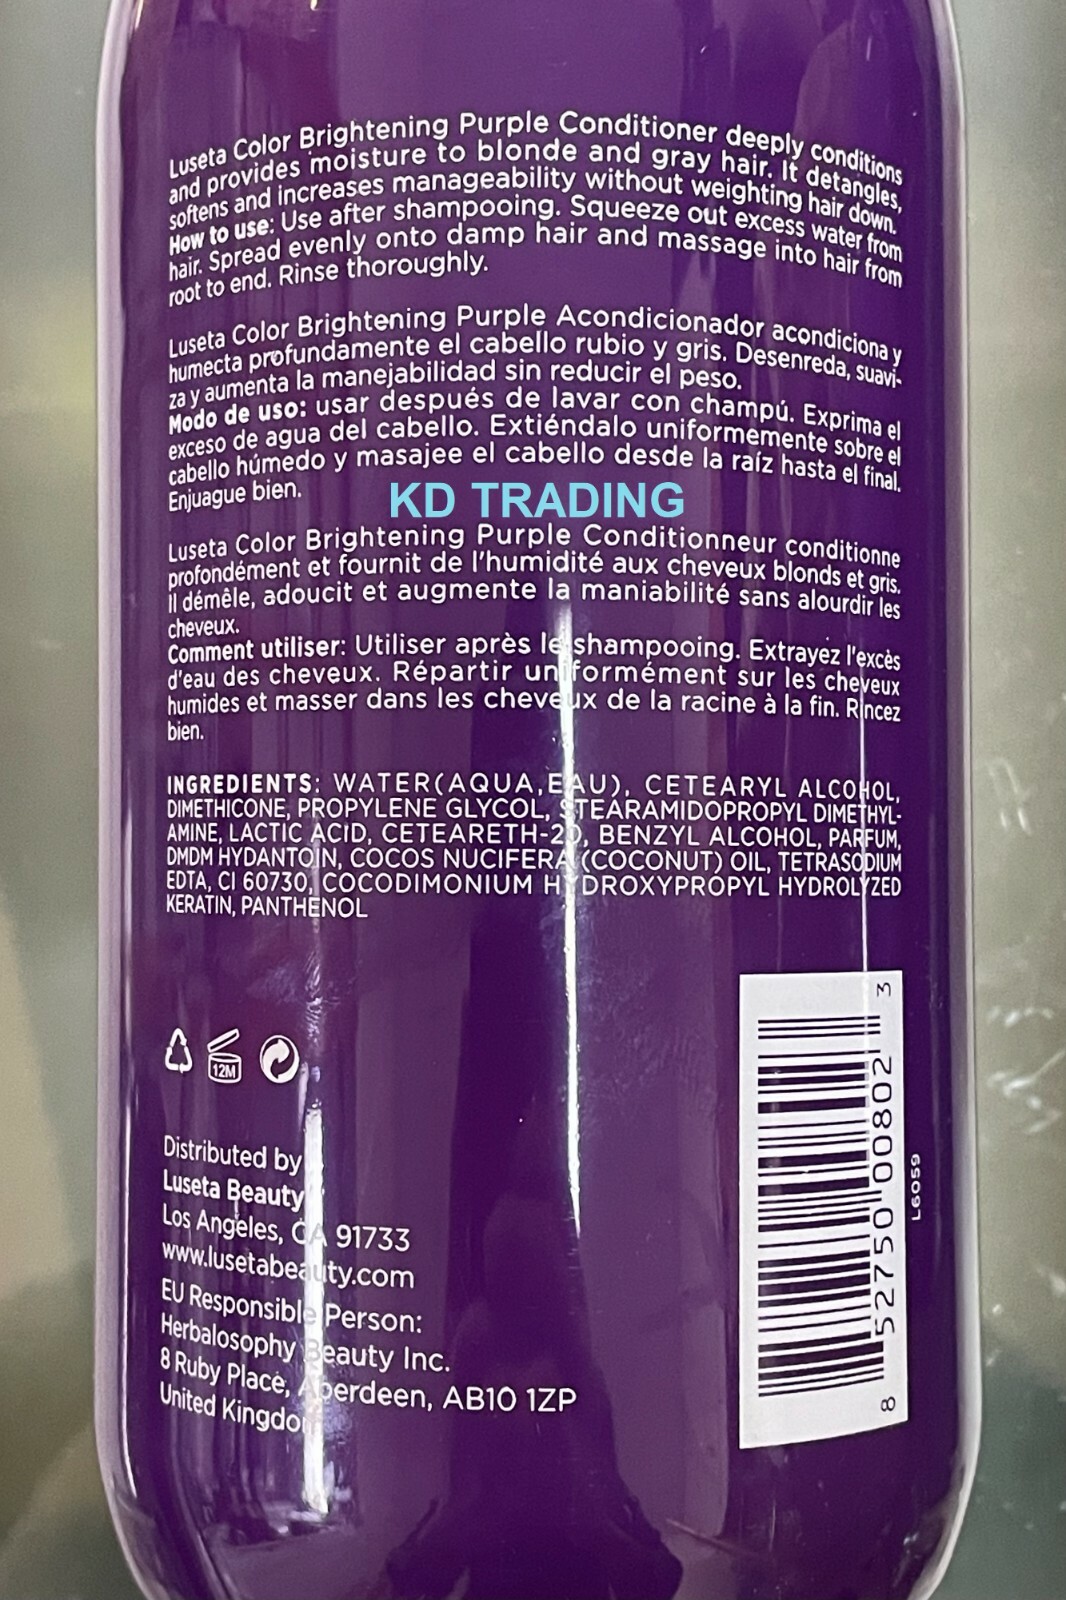 Luseta Color Brightening Purple Conditioner deeply conditions
and provides moisture to blonde and gray hair. It detangles,
softens and increases manageability without weighting hair down.
How to use: Use after shampooing. Squeeze out excess water from
hair. Spread evenly onto damp hair and massage into hair from
root to end. Rinse thoroughly.
Luseta Color Brightening Purple Acondicionador acondiciona y
humecta profundamente el cabello rubio y gris. Desenreda, suavi-
za y aumenta la manejabilidad sin reducir el peso.
Modo de uso: usar después de lavar con champú. Exprima el
exceso de agua del cabello. Extiéndalo uniformemente sobre el
cabello húmedo y masajee el cabello desde la raíz hasta el final.
Enjuague bien.
KD TRADING
Luseta Color Brightening Purple Conditionneur conditionne
profondément et fournit de l'humidité aux cheveux blonds et gris.
Il démêle, adoucit et augmente la maniabilité sans alourdir les
cheveux.
Comment utiliser: Utiliser après le shampooing. Extrayez l'excès
d'eau des cheveux. Répartir uniformément sur les cheveux
humides et masser dans les cheveux de la racine à la fin. Rincez
bien.
INGREDIENTS: WATER(AQUA,EAU), CETEARYL ALCOHOL,
DIMETHICONE, PROPYLENE GLYCOL, STEARAMIDOPROPYL DIMETHYL-
AMINE, LACTIC ACID, CETEARETH-20, BENZYL ALCOHOL, PARFUM,
DMDM HYDANTOIN, COCOS NUCIFERA (COCONUT) OIL, TETRASODIUM
EDTA, CI 60730, COCODIMONIUM HYDROXYPROPYL HYDROLYZED
KERATIN, PANTHENOL
12M
Distributed by
Luseta Beauty
Los Angeles, CA 91733
www.lusetabeauty.com
EU Responsible Person:
Herbalosophy Beauty Inc.
8 Ruby Place, Aberdeen, AB10 1ZP
United Kingdom
8 52750 00802 3
L6059